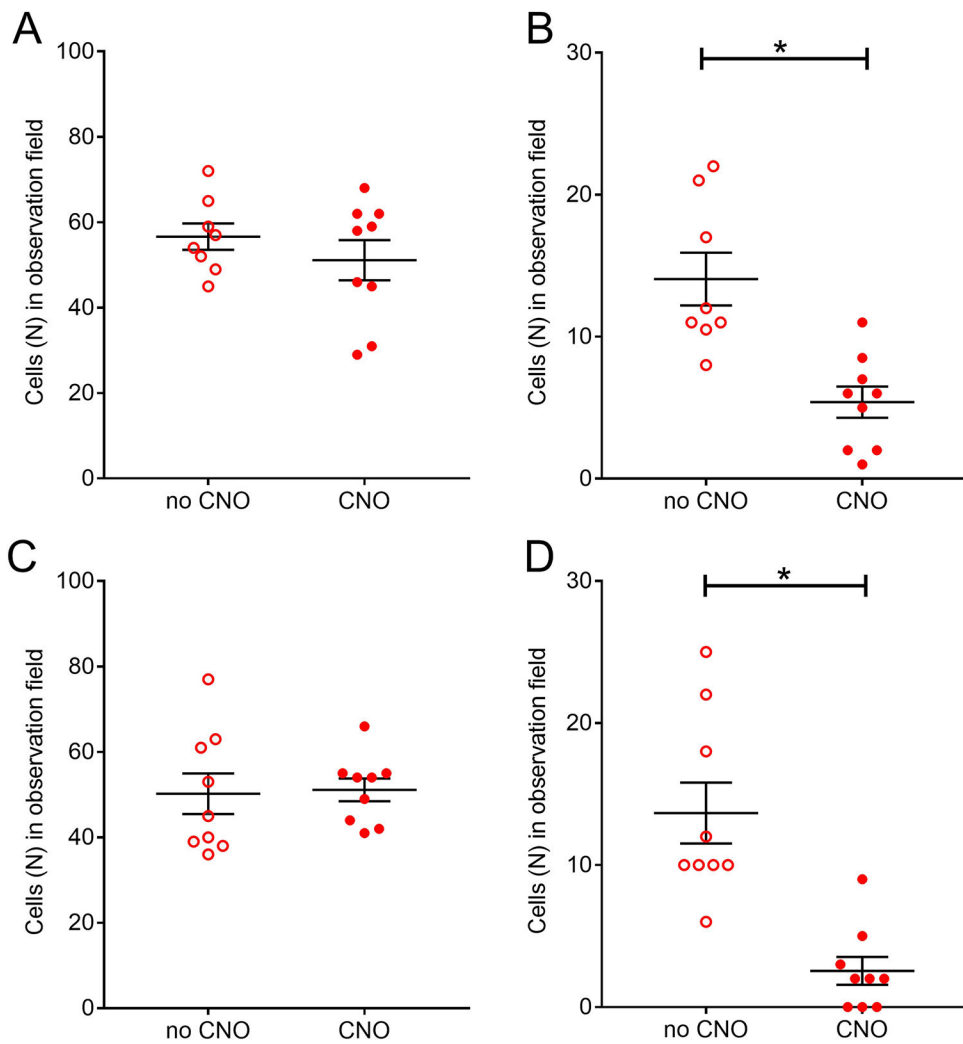 A
Cells (N) in observation field
100
80
60
40
20
0
no CNO CNO
B
Cells (N) in observation field
30
20
10
0
*
no CNO CNO
C
Cells (N) in observation field
100
80
60
40
20
0
no CNO CNO
D
Cells (N) in observation field
30
20
10
0
*
no CNO CNO